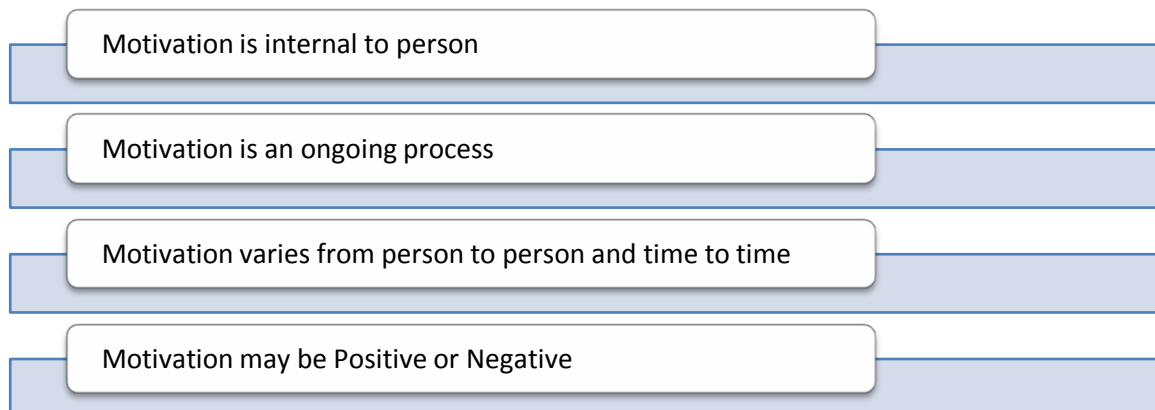 Motivation is internal to person
Motivation is an ongoing process
Motivation varies from person to person and time to time
Motivation may be Positive or Negative